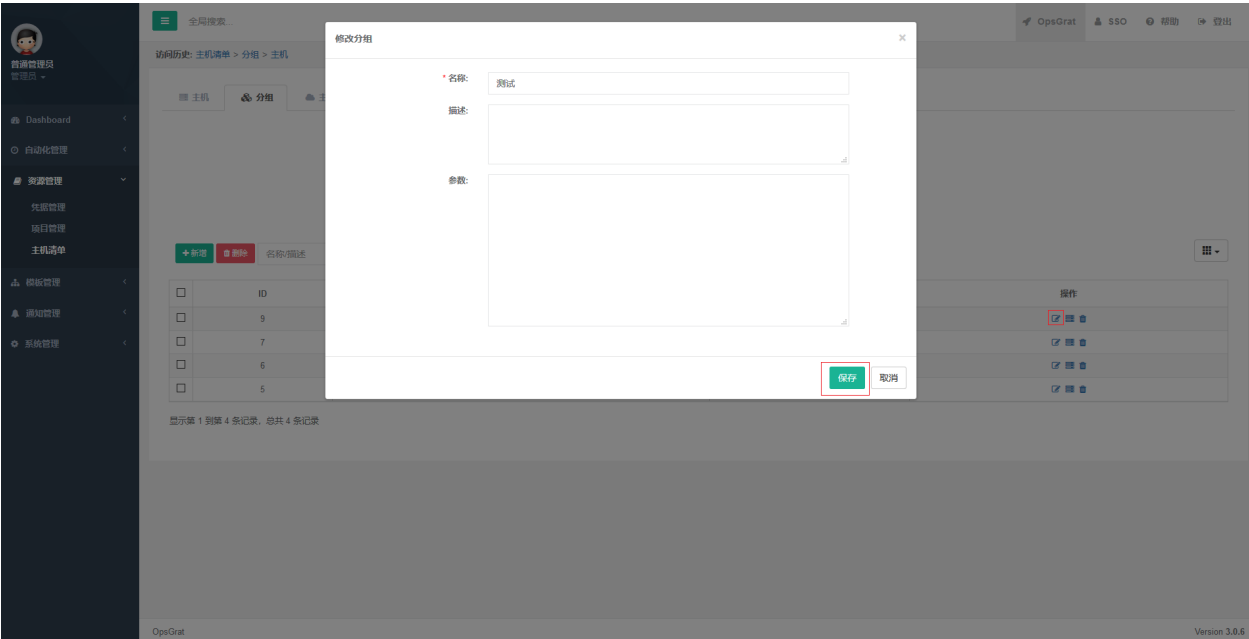 全局搜索...
OpsGrat SSO 帮助 登出
普通管理员
管理员
访问历史: 主机清单 > 分组 > 主机
主机 分组 主
Dashboard
自动化管理
资源管理
凭据管理
项目管理
主机清单
模板管理
通知管理
系统管理
修改分组 ×
* 名称: 测试
描述:
参数:
保存 取消
+新增 删除 名称/描述
ID 操作
9
7
6
5
显示第 1 到第 4 条记录，总共 4 条记录
OpsGrat Version 3.0.6